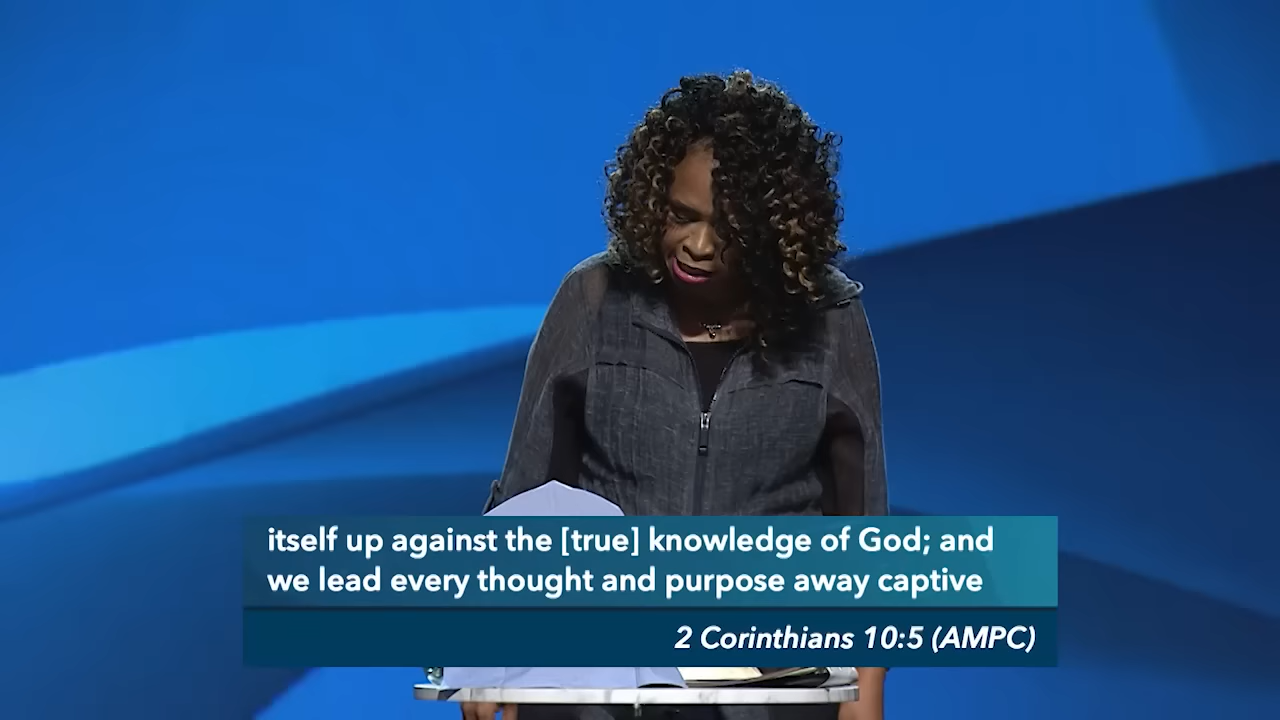 itself up against the [true] knowledge of God; and
we lead every thought and purpose away captive
2 Corinthians 10:5 (AMPC)